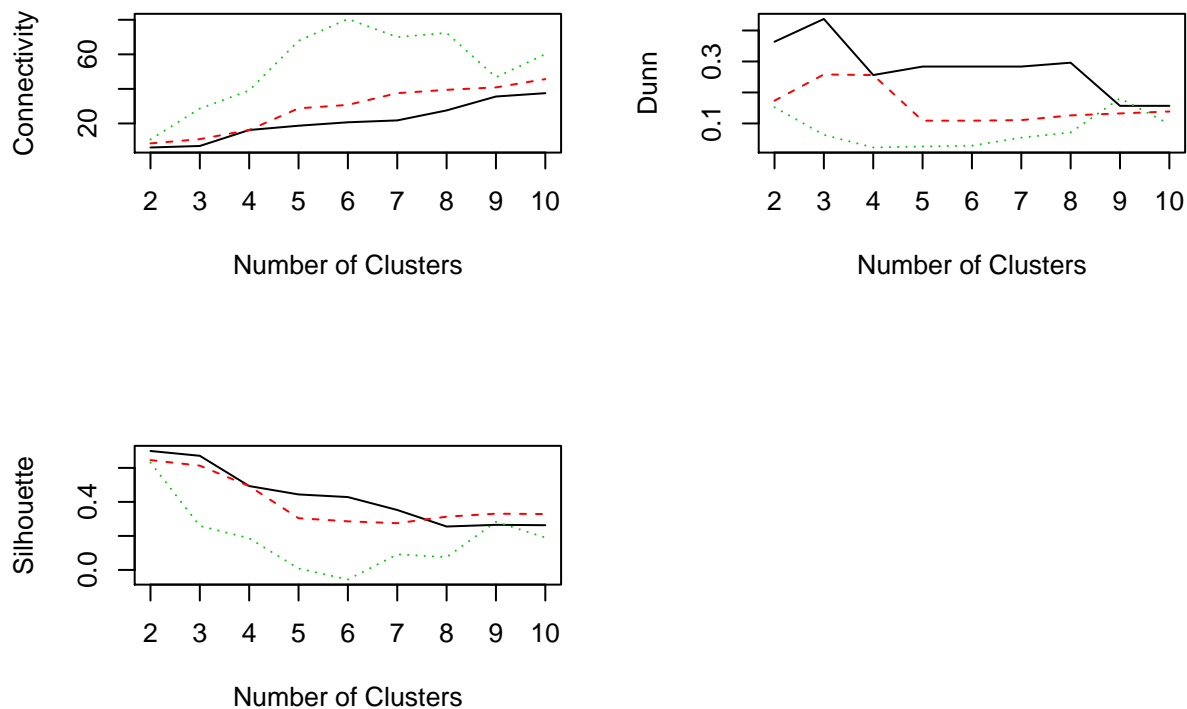 Connectivity
60
20
2 3 4 5 6 7 8 9 10
Number of Clusters
Dunn
0.3
0.1
2 3 4 5 6 7 8 9 10
Number of Clusters
Silhouette
0.4
0.0
2 3 4 5 6 7 8 9 10
Number of Clusters